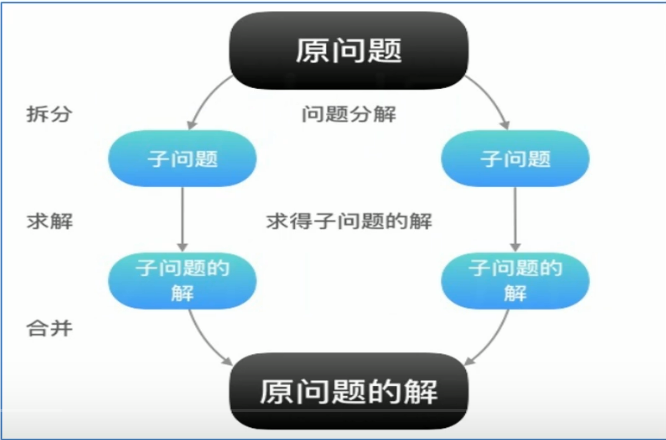 原问题
拆分
问题分解
子问题
子问题
求解
求得子问题的解
子问题的
解
子问题的
解
合并
原问题的解